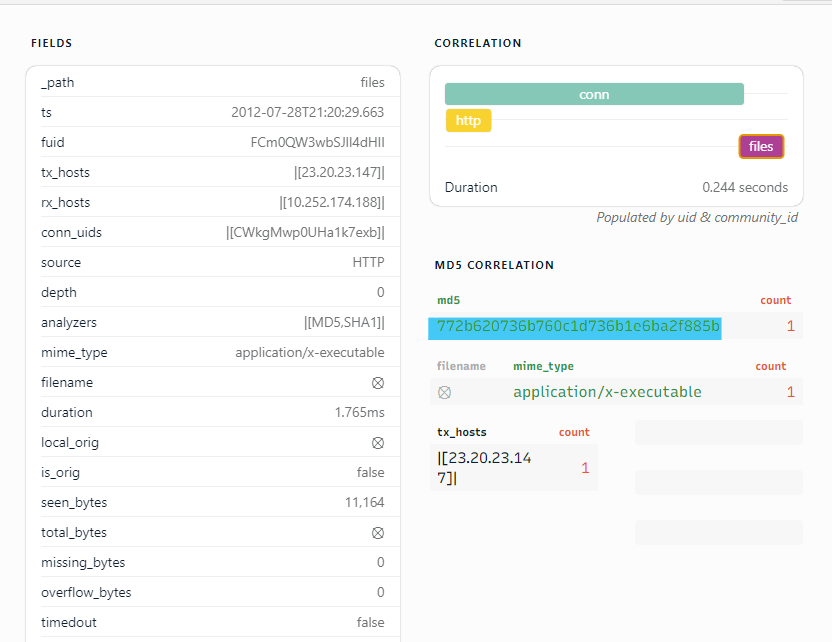 FIELDS
_path files
ts 2012-07-28T21:20:29.663
fuid FCm0QW3wbSJlI4dHII
tx_hosts |[23.20.23.147]|
rx_hosts |[10.252.174.188]|
conn_uids |[CWkgMwp0UHa1k7exb]|
source HTTP
depth 0
analyzers |[MD5,SHA1]|
mime_type application/x-executable
filename
duration 1.765ms
local_orig
is_orig false
seen_bytes 11,164
total_bytes
missing_bytes 0
overflow_bytes 0
timedout false
CORRELATION
conn
http
files
Duration 0.244 seconds
Populated by uid & community_id
MD5 CORRELATION
md5 count
772b620736b760c1d736b1e6ba2f885b 1
filename mime_type count
application/x-executable 1
tx_hosts count
|[23.20.23.14
7]| 1